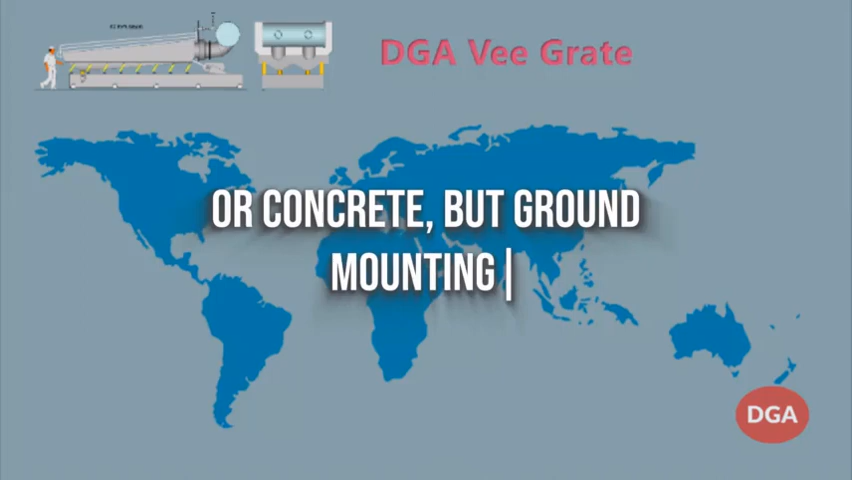 DGA Vee Grate
OR CONCRETE, BUT GROUND
MOUNTING
DGA